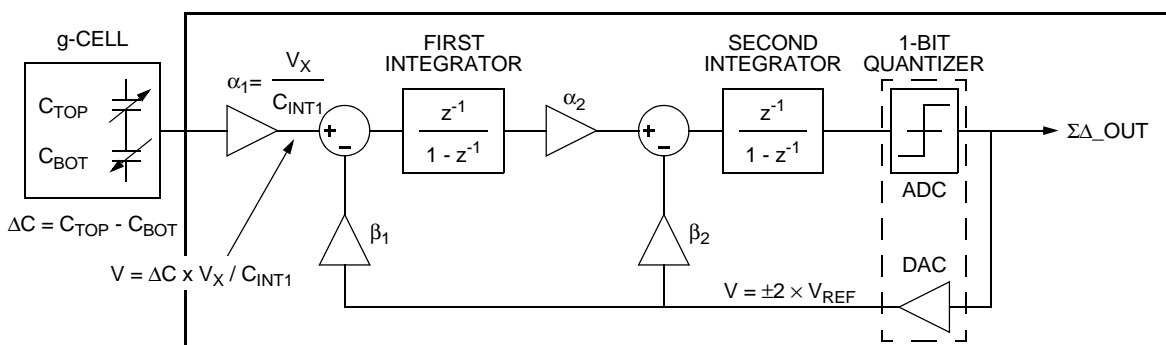 g-CELL
C_TOP
C_BOT
ΔC = C_TOP - C_BOT
α₁= V_X / C_INT1
V = ΔC x V_X / C_INT1
+
−
FIRST
INTEGRATOR
z⁻¹
1 - z⁻¹
α₂
β₁
+
−
SECOND
INTEGRATOR
z⁻¹
1 - z⁻¹
β₂
1-BIT
QUANTIZER
ADC
DAC
V = ±2 × V_REF
ΣΔ_OUT